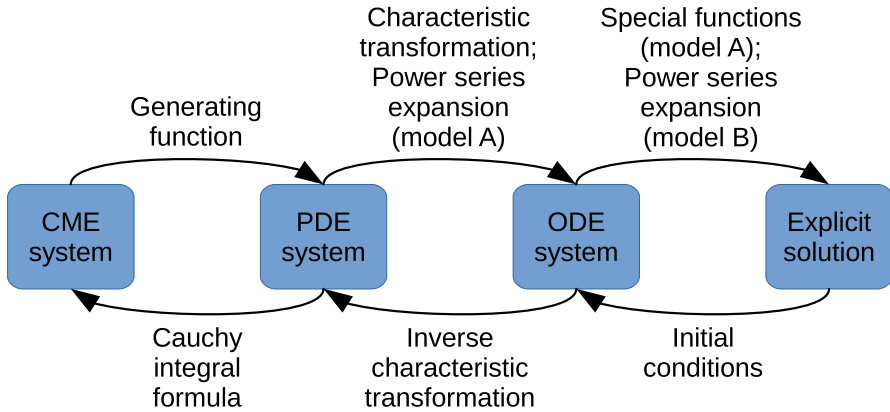 Generating
function
Characteristic
transformation;
Power series
expansion
(model A)
Special functions
(model A);
Power series
expansion
(model B)
CME
system
PDE
system
ODE
system
Explicit
solution
Cauchy
integral
formula
Inverse
characteristic
transformation
Initial
conditions